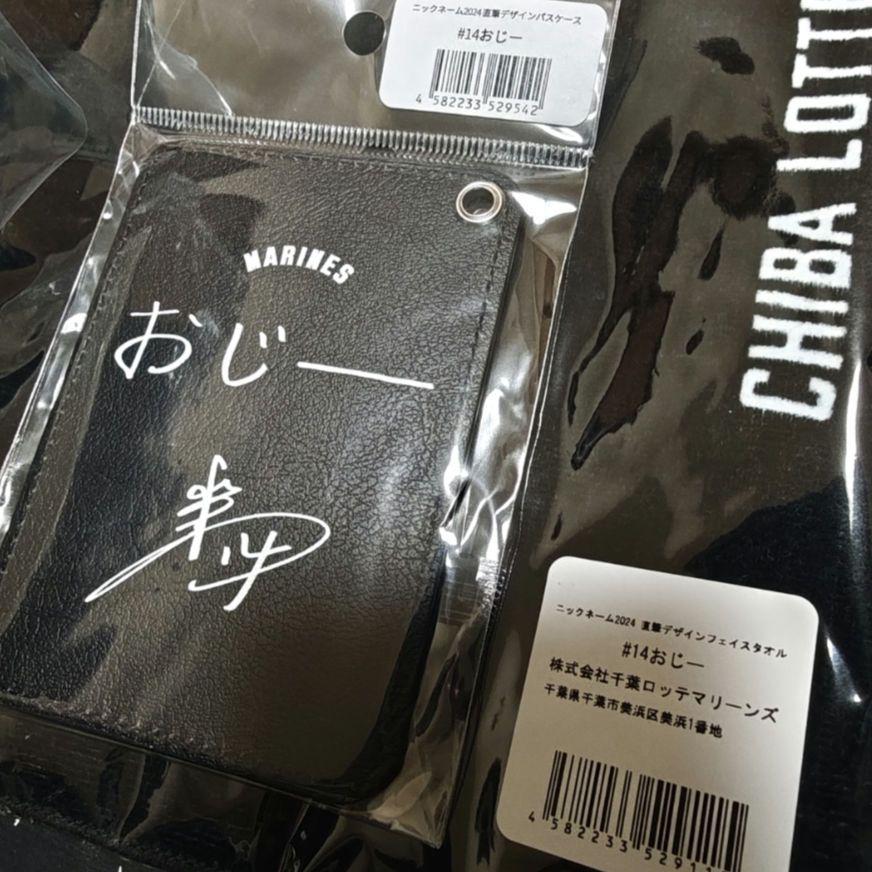 ニックネーム2024直筆デザインパスケース
#14おじー
4 582233 529542
MARINES
おじー
CHIBA LOTT
ニックネーム2024 直筆デザインフェイスタオル
#14おじー
株式会社千葉ロッテマリーンズ
千葉県千葉市美浜区美浜1番地
4 582233 5291